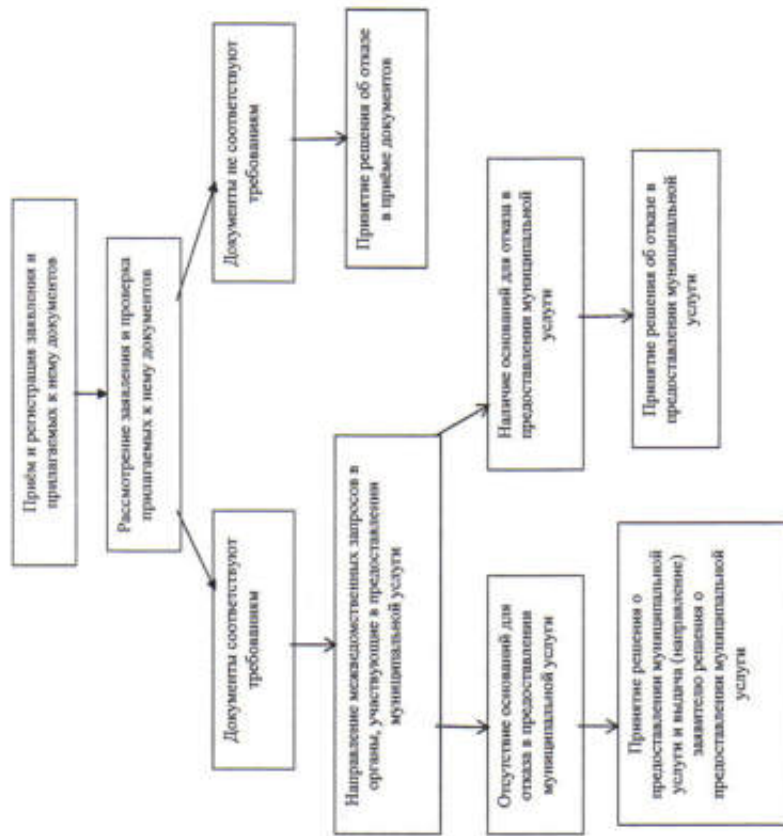 Приём и регистрация заявления и
прилагаемых к нему документов
Рассмотрение заявления и проверка
прилагаемых к нему документов
Документы соответствуют
требованиям
Документы не соответствуют
требованиям
Направление межведомственных запросов в
органы, участвующие в предоставлении
муниципальной услуги
Принятие решения об отказе
в приёме документов
Отсутствие оснований для
отказа в предоставлении
муниципальной услуги
Наличие оснований для отказа в
предоставлении муниципальной
услуги
Принятие решения о
предоставлении муниципальной
услуги и выдача (направление)
заявителю решения о
предоставлении муниципальной
услуги
Принятие решения об отказе в
предоставлении муниципальной
услуги